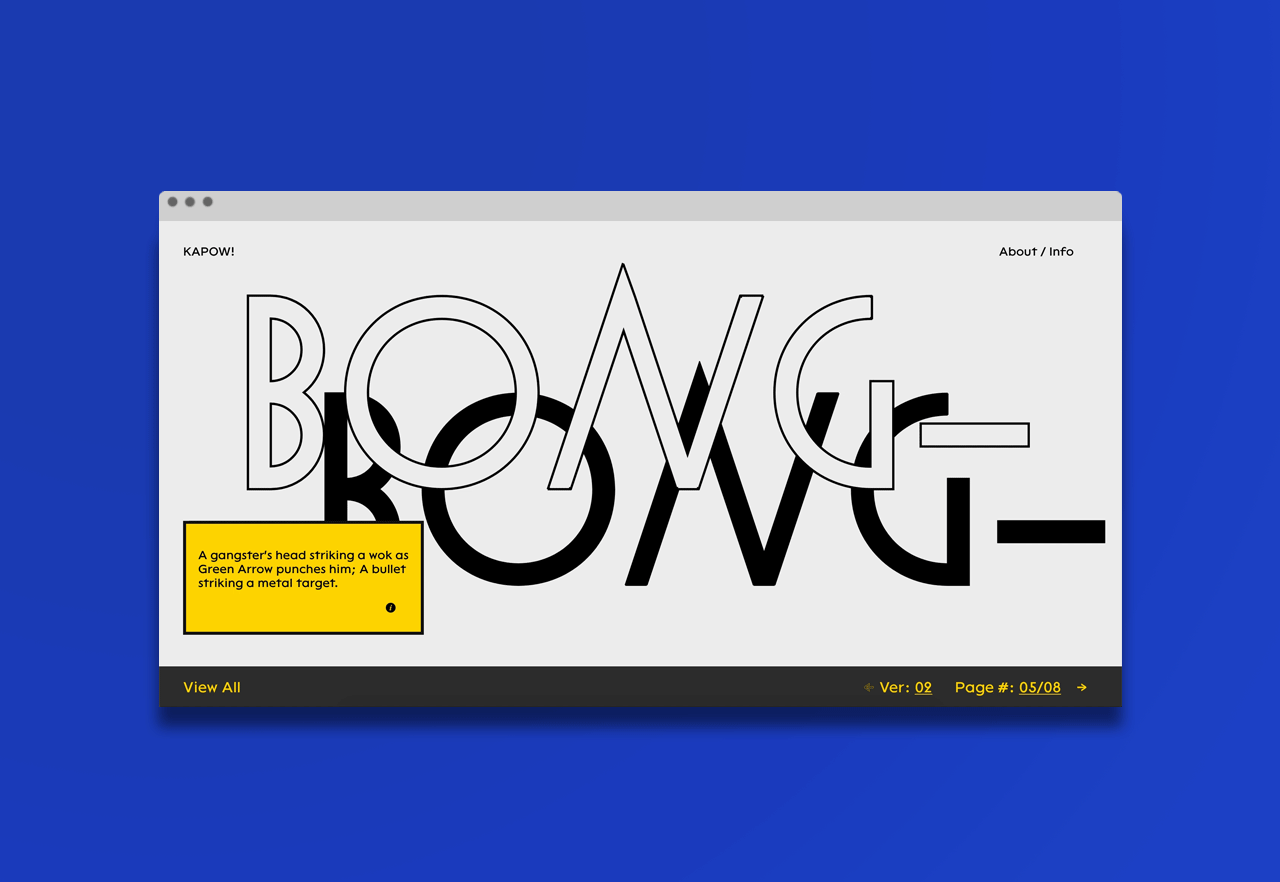 KAPOW!
About / Info
BONG-
BONG-
A gangster's head striking a wok as
Green Arrow punches him; A bullet
striking a metal target.
i
View All
Ver: 02
Page #: 05/08 →